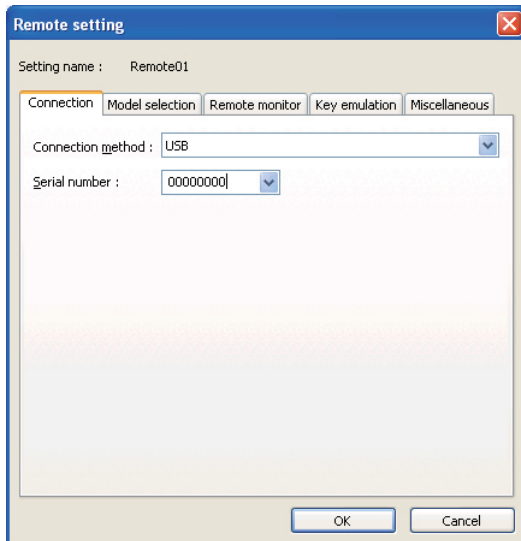 Remote setting
Setting name : Remote01
Connection Model selection Remote monitor Key emulation Miscellaneous
Connection method : USB
Serial number : 00000000
OK Cancel